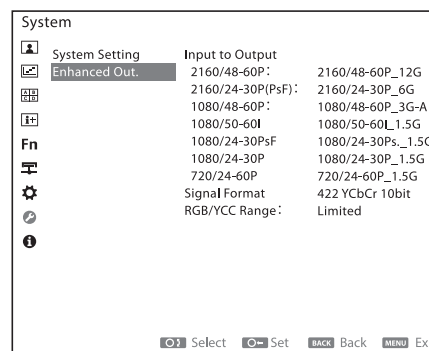 System
System Setting
Enhanced Out.
Input to Output
2160/48-60P: 2160/48-60P_12G
2160/24-30P(PsF): 2160/24-30P_6G
1080/48-60P: 1080/48-60P_3G-A
1080/50-60I 1080/50-60I_1.5G
1080/24-30PsF 1080/24-30Ps._1.5G
1080/24-30P 1080/24-30P_1.5G
720/24-60P 720/24-60P_1.5G
Signal Format 422 YCbCr 10bit
RGB/YCC Range: Limited
A B
C D
i+
Fn
Select Set BACK Back MENU Ex